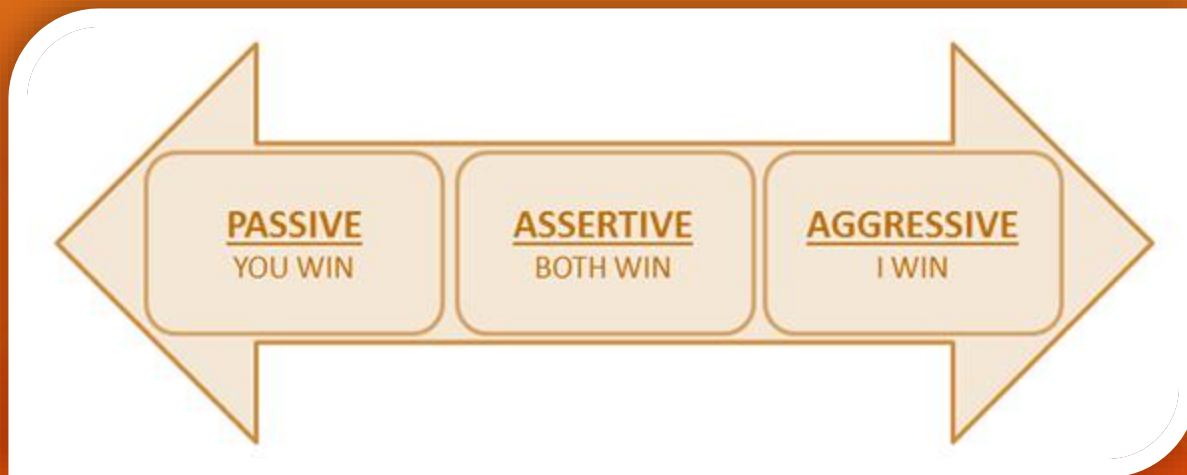 PASSIVE
YOU WIN
ASSERTIVE
BOTH WIN
AGGRESSIVE
I WIN